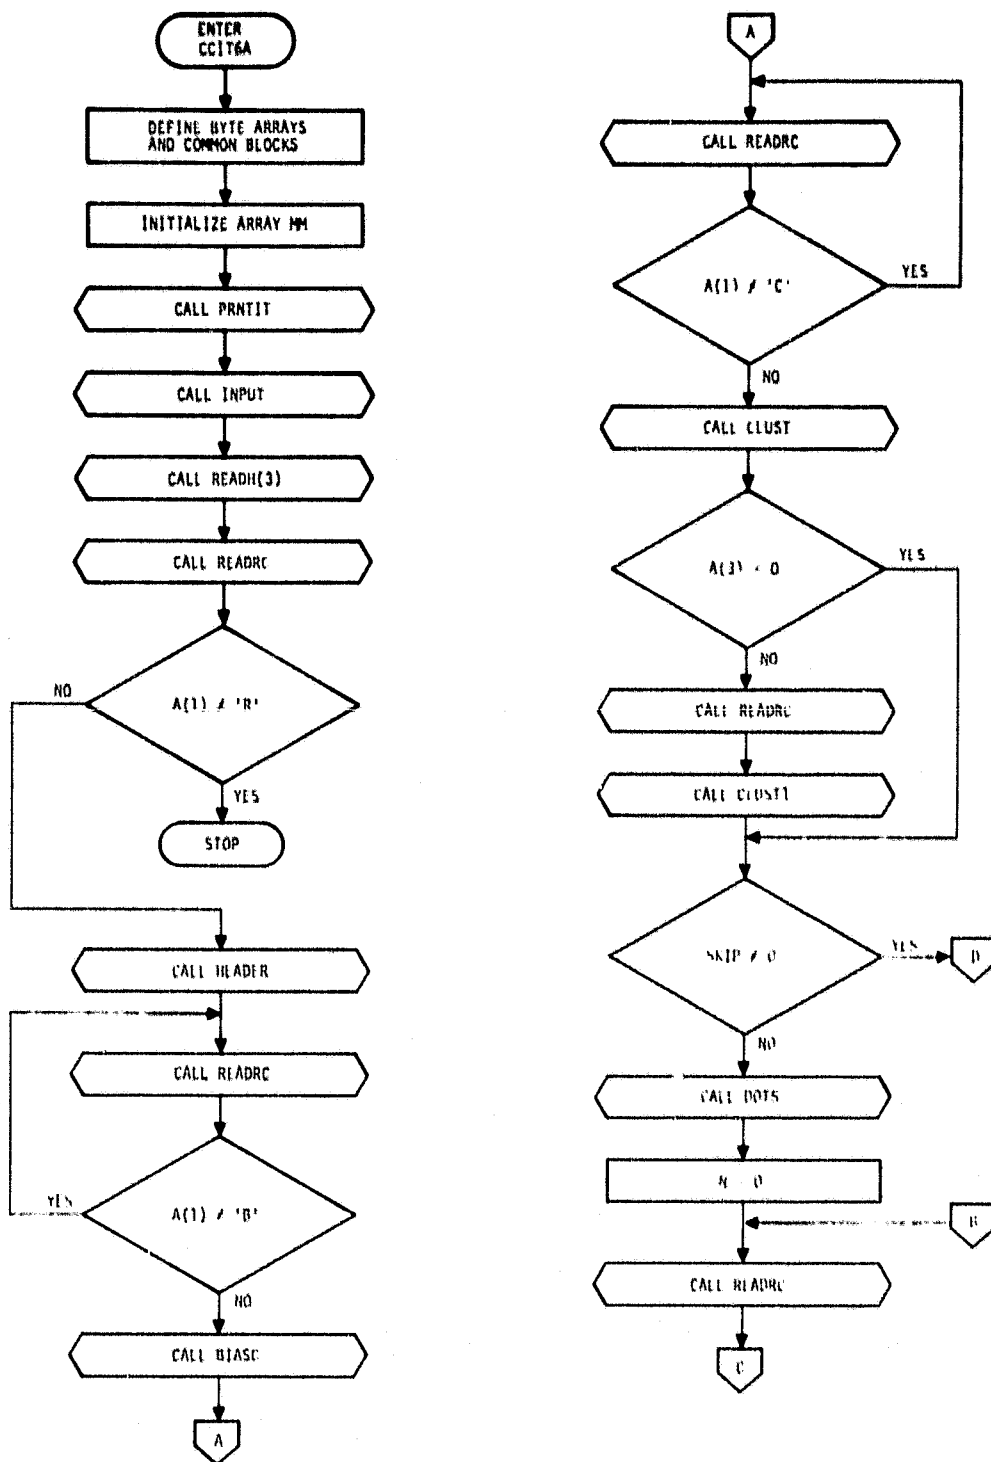 ENTER
CCIT6A
DEFINE BYTE ARRAYS
AND COMMON BLOCKS
INITIALIZE ARRAY MM
CALL PRNTIT
CALL INPUT
CALL READH(3)
CALL READRC
A(1) ≠ 'R'
NO
YES
STOP
CALL HEADER
CALL READRC
A(1) ≠ 'B'
YES
NO
CALL BIASC
A
A
CALL READRC
A(1) ≠ 'C'
YES
NO
CALL CLUST
A(3) 0
YES
NO
CALL READRC
CALL CLUST1
SKIP ≠ 0
YES
D
NO
CALL DOTS
N 0
B
CALL READRC
C